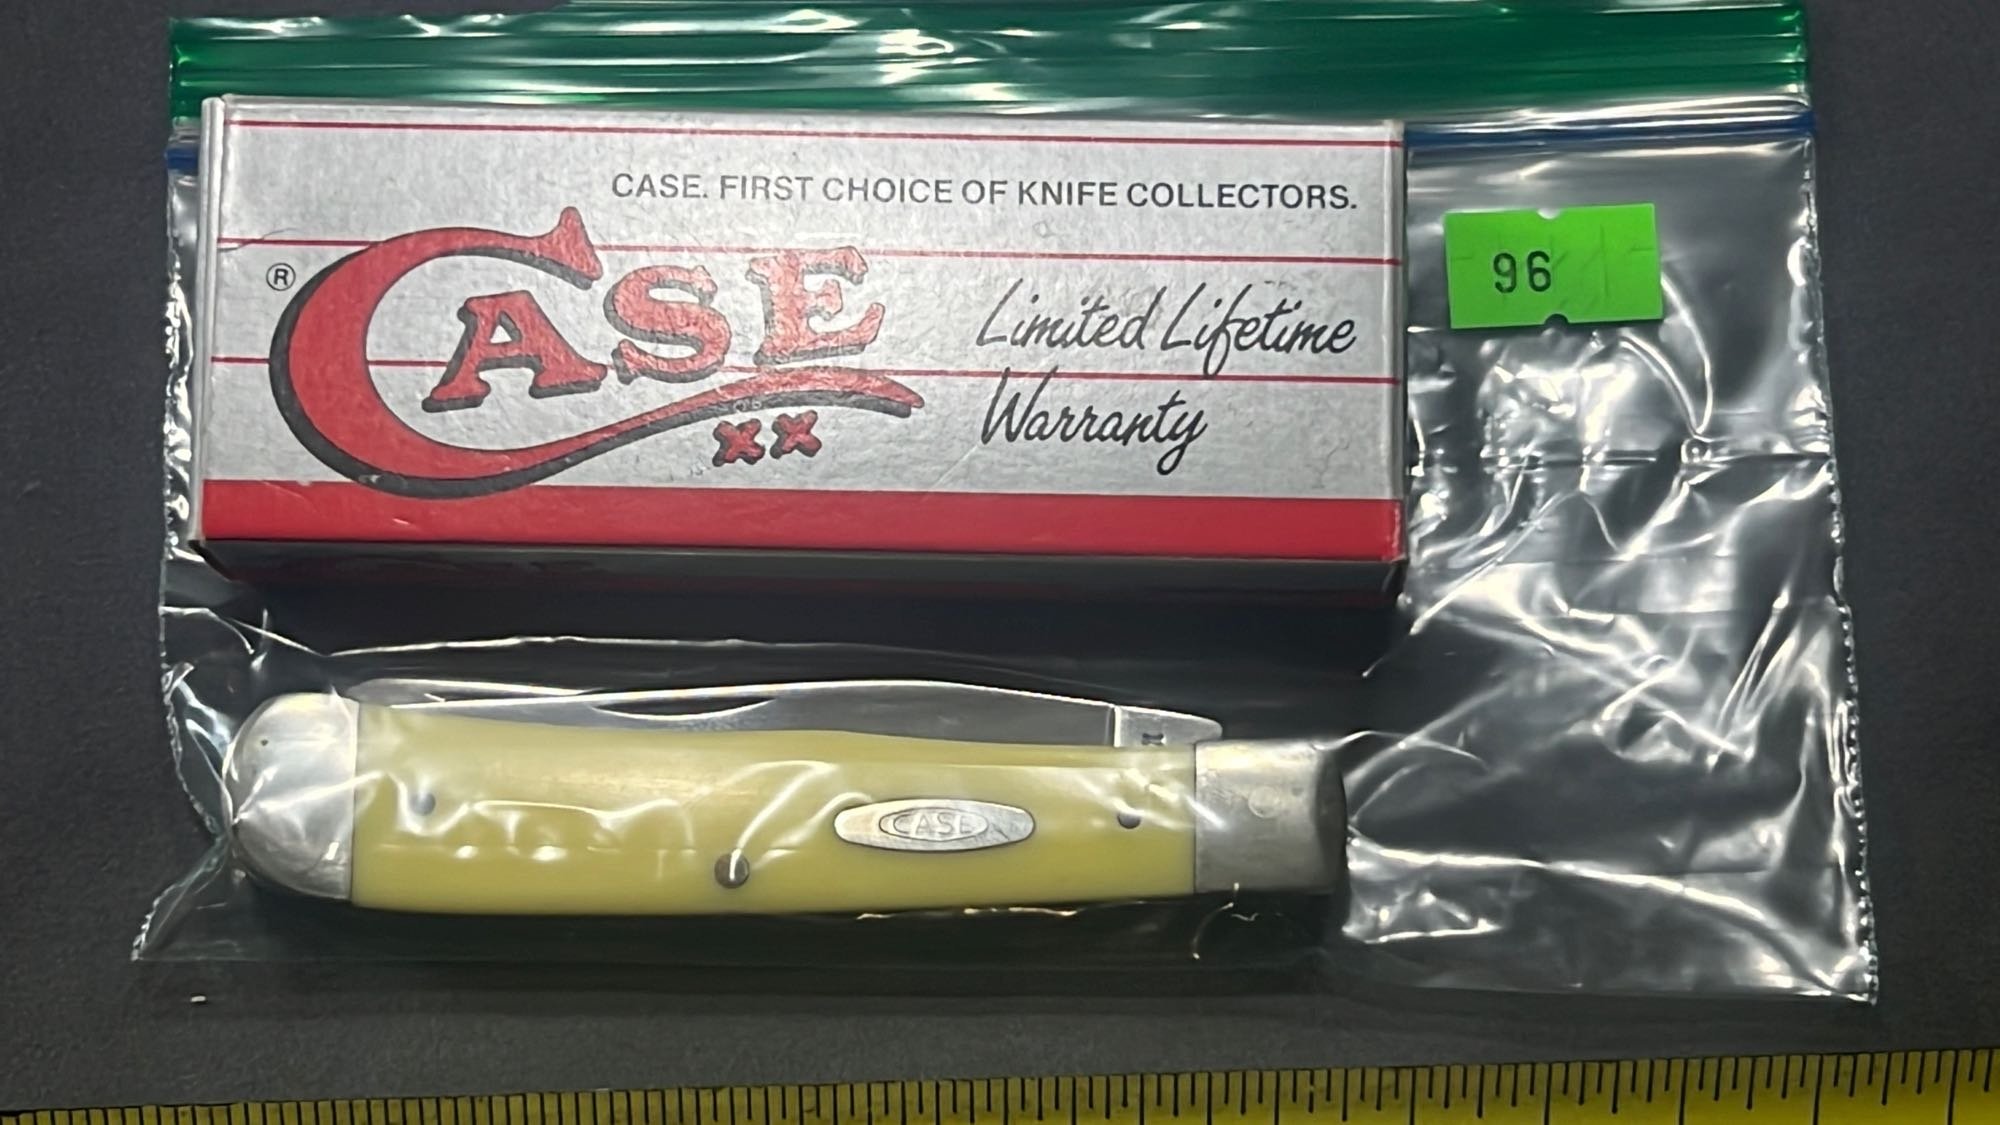 CASE. FIRST CHOICE OF KNIFE COLLECTORS.
® CASE
XX
Limited Lifetime
Warranty
96
CASE